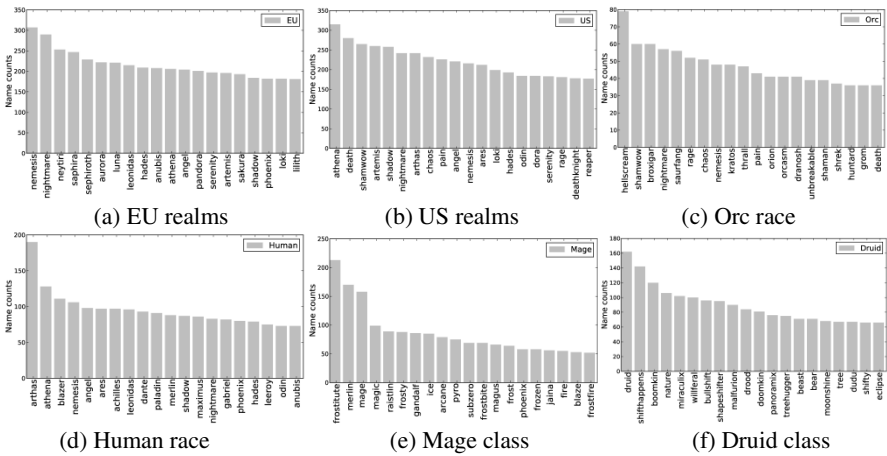 350
300
250
200
150
100
50
0
Name counts
EU
nemesis
nightmare
neytiri
saphira
sephiroth
aurora
luna
leonidas
hades
anubis
athena
angel
pandora
serenity
artemis
sakura
shadow
phoenix
loki
lilith
(a) EU realms
350
300
250
200
150
100
50
0
Name counts
US
athena
death
shamwow
artemis
shadow
nightmare
arthas
chaos
pain
angel
nemesis
ares
loki
hades
odin
dora
serenity
rage
deathknight
reaper
(b) US realms
80
70
60
50
40
30
20
10
0
Name counts
Orc
hellscream
shamwow
broxigar
nightmare
saurfang
rage
chaos
nemesis
kratos
thrall
pain
orion
orcasm
dranosh
unbreakable
shaman
shrek
huntard
grom
death
(c) Orc race
200
150
100
50
0
Name counts
Human
arthas
athena
blazer
nemesis
angel
ares
achilles
leonidas
dante
paladin
merlin
shadow
maximus
nightmare
gabriel
phoenix
hades
leeroy
odin
anubis
(d) Human race
250
200
150
100
50
0
Name counts
Mage
frostitute
merlin
mage
magic
raistlin
frosty
gandalf
ice
arcane
pyro
subzero
frostbite
magus
frost
phoenix
frozen
jaina
fire
blaze
frostfire
(e) Mage class
180
160
140
120
100
80
60
40
20
0
Name counts
Druid
druid
shifthappens
boomkin
nature
miraculix
willferal
bullshift
shapeshifter
malfurion
drood
doomkin
panoramix
treehugger
beast
bear
moonshine
tree
dudu
shifty
eclipse
(f) Druid class